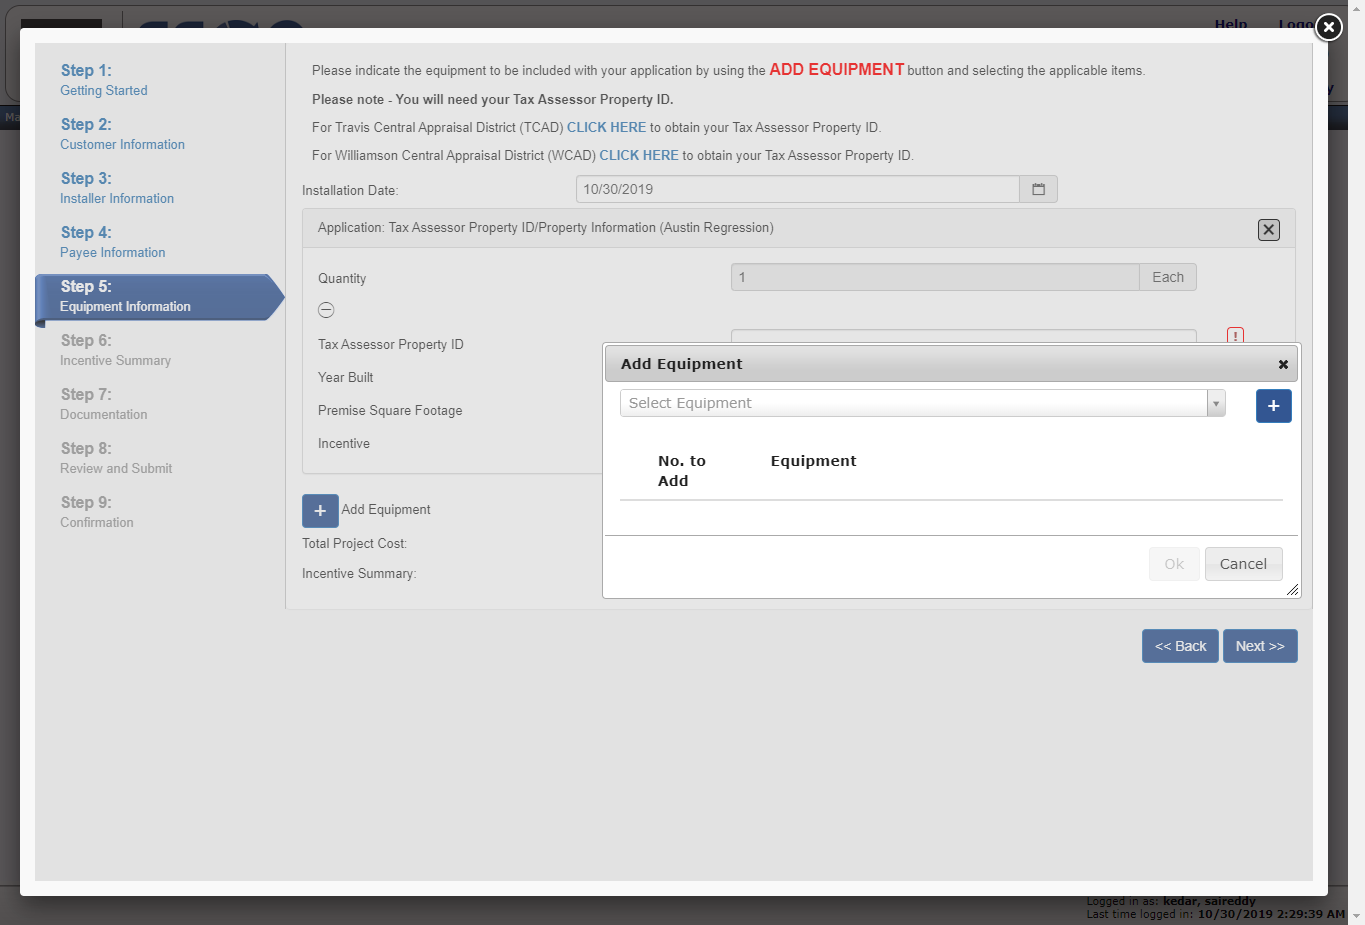 Help
Step 1:
Getting Started
Step 2:
Customer Information
Step 3:
Installer Information
Step 4:
Payee Information
Step 5:
Equipment Information
Step 6:
Incentive Summary
Step 7:
Documentation
Step 8:
Review and Submit
Step 9:
Confirmation
Please indicate the equipment to be included with your application by using the ADD EQUIPMENT button and selecting the applicable items.
Please note - You will need your Tax Assessor Property ID.
For Travis Central Appraisal District (TCAD) CLICK HERE to obtain your Tax Assessor Property ID.
For Williamson Central Appraisal District (WCAD) CLICK HERE to obtain your Tax Assessor Property ID.
Installation Date: 10/30/2019
Application: Tax Assessor Property ID/Property Information (Austin Regression)
Quantity 1 Each
Tax Assessor Property ID
Year Built
Premise Square Footage
Incentive
+ Add Equipment
Total Project Cost:
Incentive Summary:
Add Equipment
Select Equipment +
No. to Add Equipment
Ok Cancel
<< Back Next >>
Logged in as: kedar, saireddy
Last time logged in: 10/30/2019 2:29:39 AM